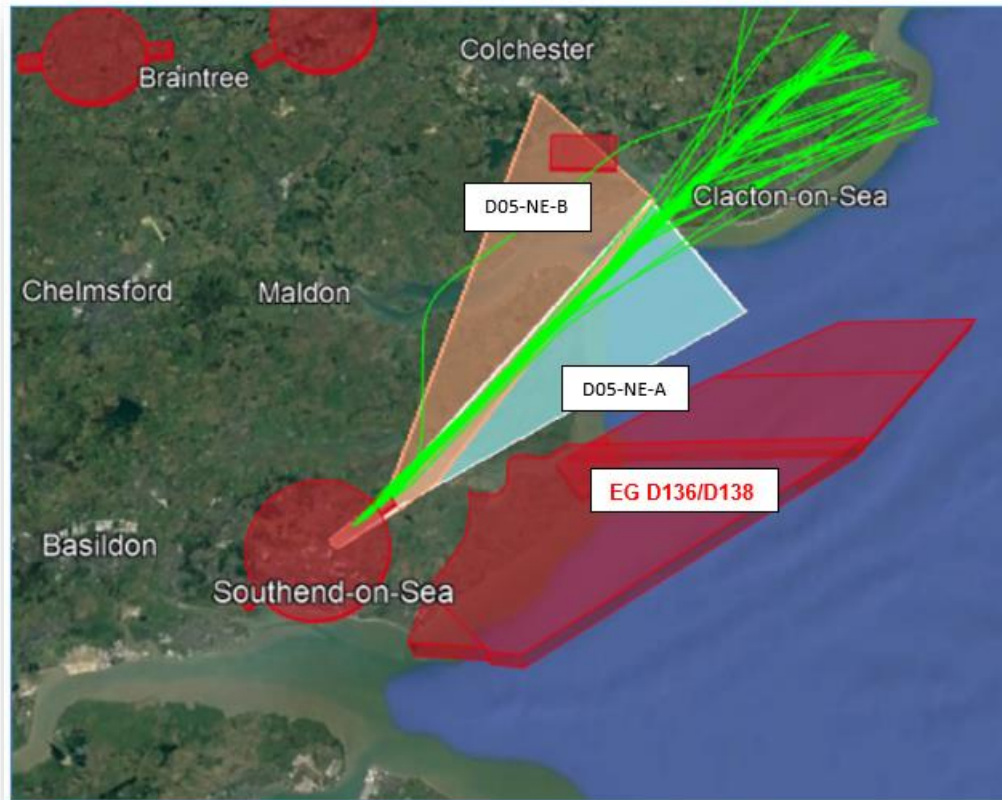 Colchester
Braintree
D05-NE-B
Clacton-on-Sea
Chelmsford
Maldon
D05-NE-A
EG D136/D138
Basildon
Southend-on-Sea